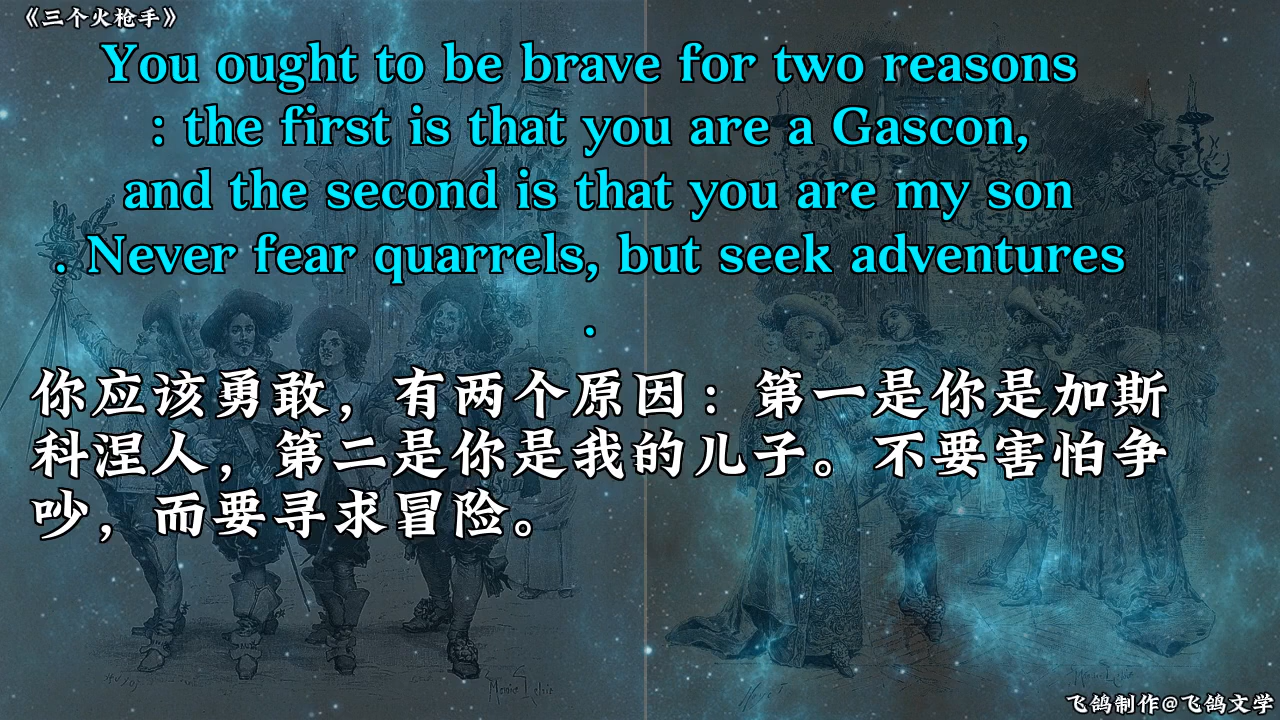 《三个火枪手》
You ought to be brave for two reasons
: the first is that you are a Gascon,
and the second is that you are my son
. Never fear quarrels, but seek adventures
.
你应该勇敢，有两个原因：第一是你是加斯
科涅人，第二是你是我的儿子。不要害怕争
吵，而要寻求冒险。
飞鸽制作@飞鸽文学